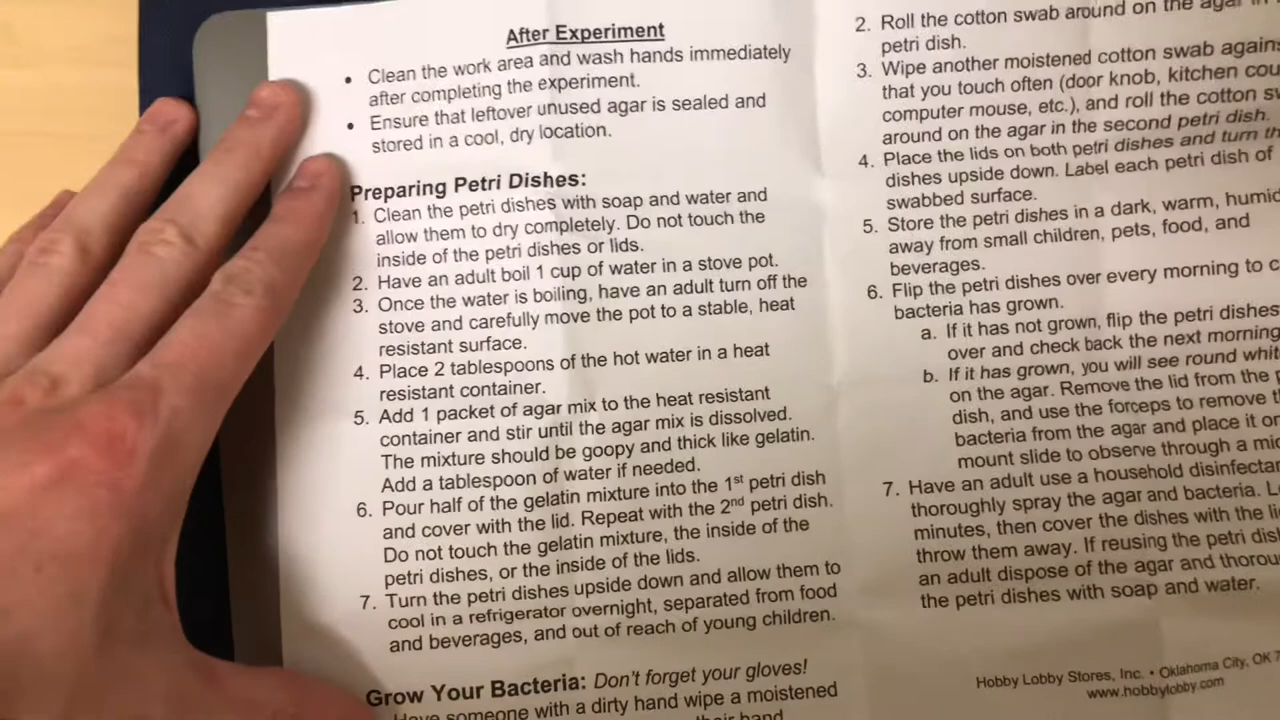 After Experiment
• Clean the work area and wash hands immediately
after completing the experiment.
• Ensure that leftover unused agar is sealed and
stored in a cool, dry location.
Preparing Petri Dishes:
1. Clean the petri dishes with soap and water and
allow them to dry completely. Do not touch the
inside of the petri dishes or lids.
2. Have an adult boil 1 cup of water in a stove pot.
3. Once the water is boiling, have an adult turn off the
stove and carefully move the pot to a stable, heat
resistant surface.
4. Place 2 tablespoons of the hot water in a heat
resistant container.
5. Add 1 packet of agar mix to the heat resistant
container and stir until the agar mix is dissolved.
The mixture should be goopy and thick like gelatin.
Add a tablespoon of water if needed.
6. Pour half of the gelatin mixture into the 1st petri dish
and cover with the lid. Repeat with the 2nd petri dish.
Do not touch the gelatin mixture, the inside of the
petri dishes, or the inside of the lids.
7. Turn the petri dishes upside down and allow them to
cool in a refrigerator overnight, separated from food
and beverages, and out of reach of young children.
Grow Your Bacteria: Don't forget your gloves!
someone with a dirty hand wipe a moistened
hand
2. Roll the cotton swab around on the agar in
petri dish.
3. Wipe another moistened cotton swab
that you touch often (door knob, kitchen
computer mouse, etc.), and roll the cotton
around on the agar in the second petri dish.
4. Place the lids on both petri dishes and turn
dishes upside down. Label each petri dish of
swabbed surface.
5. Store the petri dishes in a dark, warm,
away from small children, pets, food, and
beverages.
6. Flip the petri dishes over every morning to
bacteria has grown.
a. If it has not grown, flip the petri dishes
over and check back the next morning
b. If it has grown, you will see round
on the agar. Remove the lid from the
dish, and use the forceps to remove
bacteria from the agar and place it
mount slide to observe through a
7. Have an adult use a household
thoroughly spray the agar and bacteria.
minutes, then cover the dishes with the
throw them away. If reusing the petri
an adult dispose of the agar and
the petri dishes with soap and water.
Hobby Lobby Stores, Inc. • Oklahoma City, OK
www.hobbylobby.com